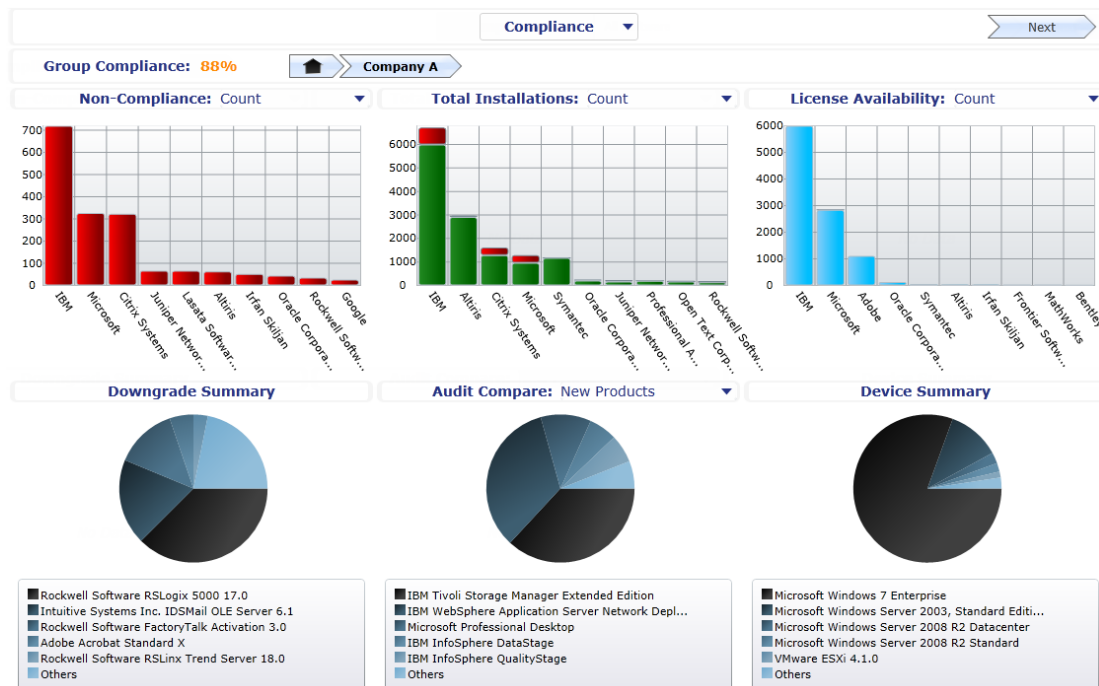 Compliance
Next
Group Compliance: 88%
Company A
Non-Compliance: Count
700
600
500
400
300
200
100
0
IBM
Microsoft
Citrix Systems
Juniper Networ...
Lasata Softwar...
Altiris
Irfan Skiljan
Oracle Corpora...
Rockwell Softw...
Google
Total Installations: Count
6000
5000
4000
3000
2000
1000
0
IBM
Altiris
Citrix Systems
Microsoft
Symantec
Oracle Corpora...
Juniper Networ...
Professional A...
Open Text Corp...
Rockwell Softw...
License Availability: Count
6000
5000
4000
3000
2000
1000
0
IBM
Microsoft
Adobe
Oracle Corpora...
Symantec
Altiris
Irfan Skiljan
Frontier Softw...
MathWorks
Bentley
Downgrade Summary
Rockwell Software RSLogix 5000 17.0
Intuitive Systems Inc. IDSMail OLE Server 6.1
Rockwell Software FactoryTalk Activation 3.0
Adobe Acrobat Standard X
Rockwell Software RSLinx Trend Server 18.0
Others
Audit Compare: New Products
IBM Tivoli Storage Manager Extended Edition
IBM WebSphere Application Server Network Depl...
Microsoft Professional Desktop
IBM InfoSphere DataStage
IBM InfoSphere QualityStage
Others
Device Summary
Microsoft Windows 7 Enterprise
Microsoft Windows Server 2003, Standard Editi...
Microsoft Windows Server 2008 R2 Datacenter
Microsoft Windows Server 2008 R2 Standard
VMware ESXi 4.1.0
Others